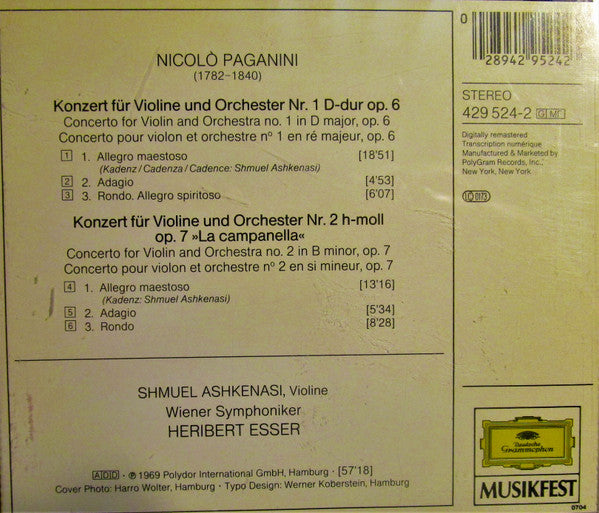 NICOLÒ PAGANINI
(1782-1840)
Konzert für Violine und Orchester Nr. 1 D-dur op. 6
Concerto for Violin and Orchestra no. 1 in D major, op. 6
Concerto pour violon et orchestre nº 1 en ré majeur, op. 6
1 1. Allegro maestoso [18'51]
(Kadenz / Cadenza / Cadence: Shmuel Ashkenasi)
2 2. Adagio [4'53]
3 3. Rondo. Allegro spiritoso [6'07]
Konzert für Violine und Orchester Nr. 2 h-moll
op. 7 »La campanella«
Concerto for Violin and Orchestra no. 2 in B minor, op. 7
Concerto pour violon et orchestre nº 2 en si mineur, op. 7
4 1. Allegro maestoso [13'16]
(Kadenz: Shmuel Ashkenasi)
5 2. Adagio [5'34]
6 3. Rondo [8'28]
SHMUEL ASHKENASI, Violine
Wiener Symphoniker
HERIBERT ESSER
ADD · ℗ 1969 Polydor International GmbH, Hamburg · [57'18]
Cover Photo: Harro Wolter, Hamburg · Typo Design: Werner Koberstein, Hamburg
0
28942 95242
STEREO
429 524-2 GMF
Digitally remastered
Transcription numérique
Manufactured & Marketed by
PolyGram Records, Inc.,
New York, New York
Deutsche
Grammophon
MUSIKFEST
0704